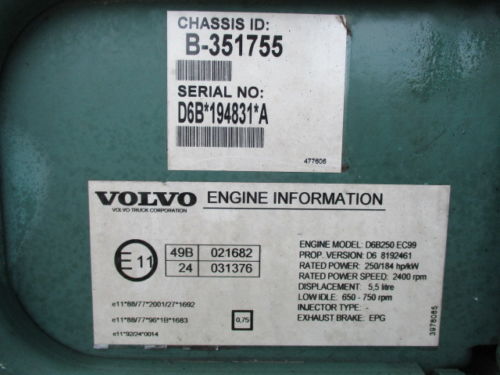 CHASSIS ID:
B-351755
SERIAL NO:
D6B*194831*A
477606
VOLVO ENGINE INFORMATION
VOLVO TRUCK CORPORATION
E11
49B 021682
24 031376
ENGINE MODEL: D6B250 EC99
PROP. VERSION: D6 8192461
RATED POWER: 250/184 hp/kW
RATED POWER SPEED: 2400 rpm
DISPLACEMENT: 5,5 litre
LOW IDLE: 650 - 750 rpm
INJECTOR TYPE: -
EXHAUST BRAKE: EPG
e11*88/77*2001/27*1692
e11*88/77*96*1B*1683
e11*92/24*0014
0,75
3978085